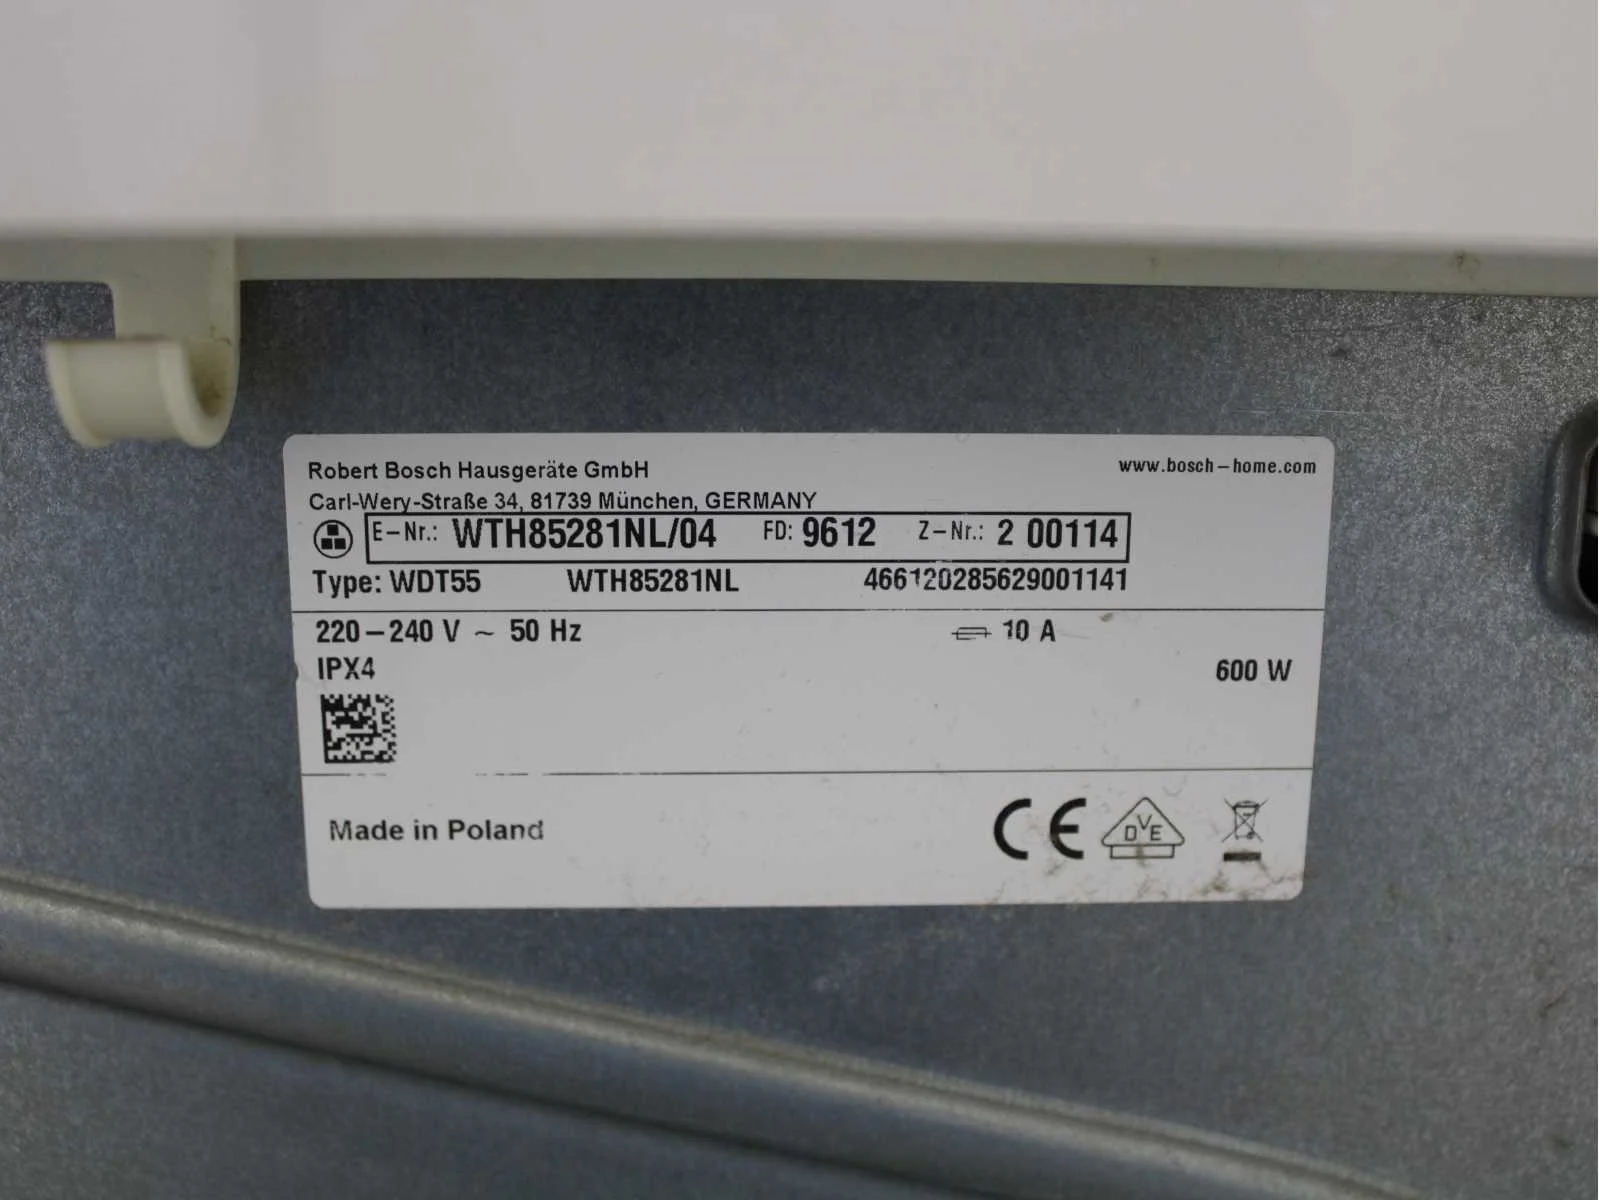 Robert Bosch Hausgeräte GmbH
www.bosch-home.com
Carl-Wery-Straße 34, 81739 München, GERMANY
E-Nr.: WTH85281NL/04 FD: 9612 Z-Nr.: 2 00114
Type: WDT55 WTH85281NL 466120285629001141
220-240 V ~ 50 Hz 10 A
IPX4 600 W
Made in Poland CE DVE